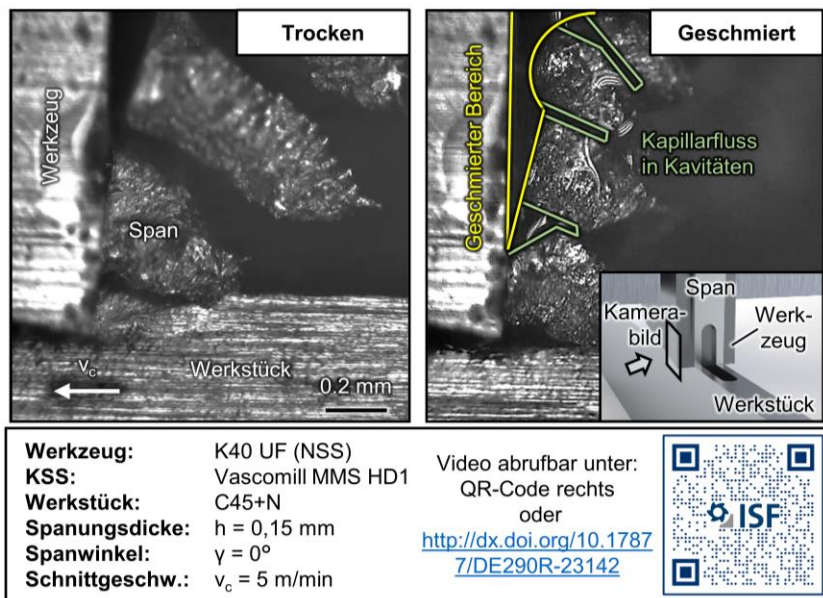 Trocken
Werkzeug
Span
v_c
Werkstück
0.2 mm
Geschmiert
Geschmierter Bereich
Kapillarfluss
in Kavitäten
Span
Kamera-
bild
Werk-
zeug
Werkstück
Werkzeug: K40 UF (NSS)
KSS: Vascomill MMS HD1
Werkstück: C45+N
Spanungsdicke: h = 0,15 mm
Spanwinkel: γ = 0º
Schnittgeschw.: v_c = 5 m/min
Video abrufbar unter:
QR-Code rechts
oder
http://dx.doi.org/10.1787
7/DE290R-23142
ISF